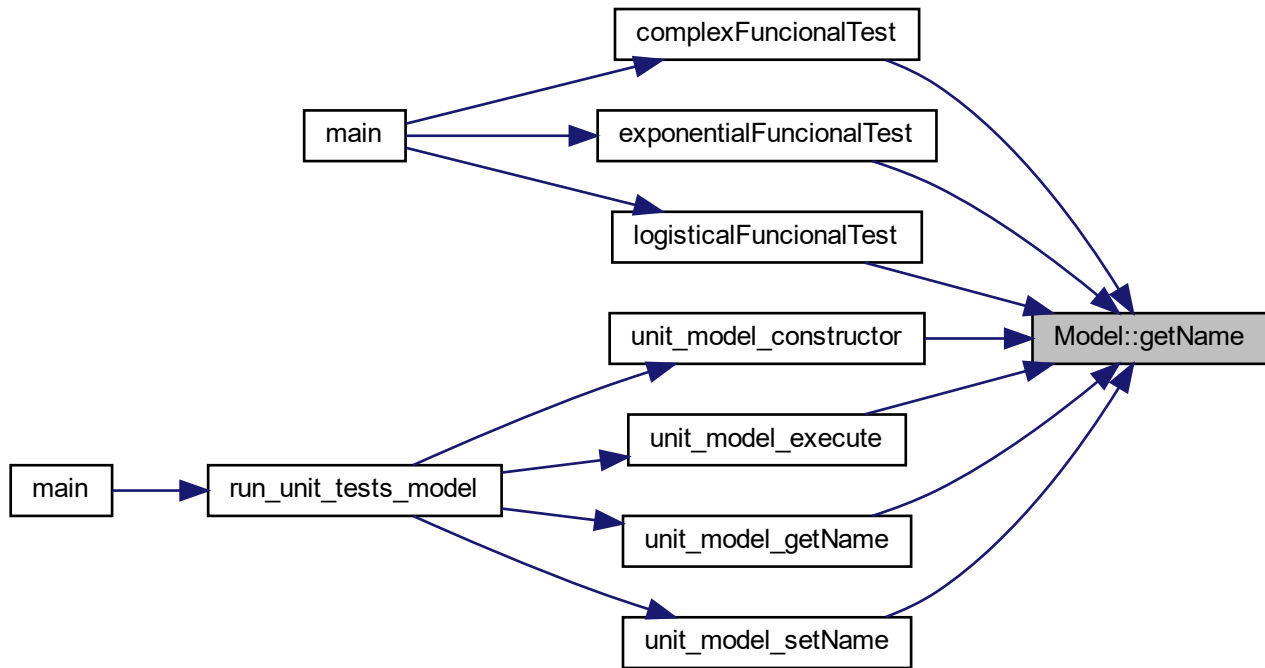 complexFuncionalTest
main
exponentialFuncionalTest
logisticalFuncionalTest
unit_model_constructor
Model::getName
unit_model_execute
main
run_unit_tests_model
unit_model_getName
unit_model_setName